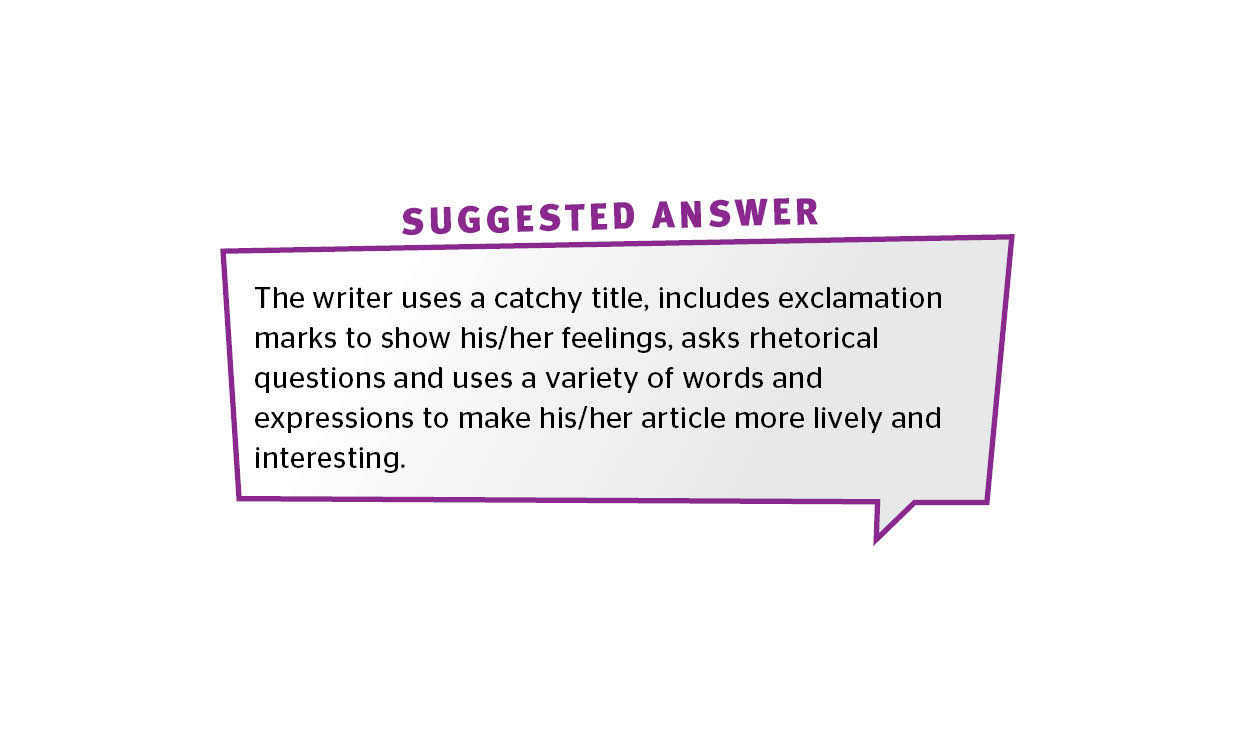 SUGGESTED ANSWER
The writer uses a catchy title, includes exclamation
marks to show his/her feelings, asks rhetorical
questions and uses a variety of words and
expressions to make his/her article more lively and
interesting.